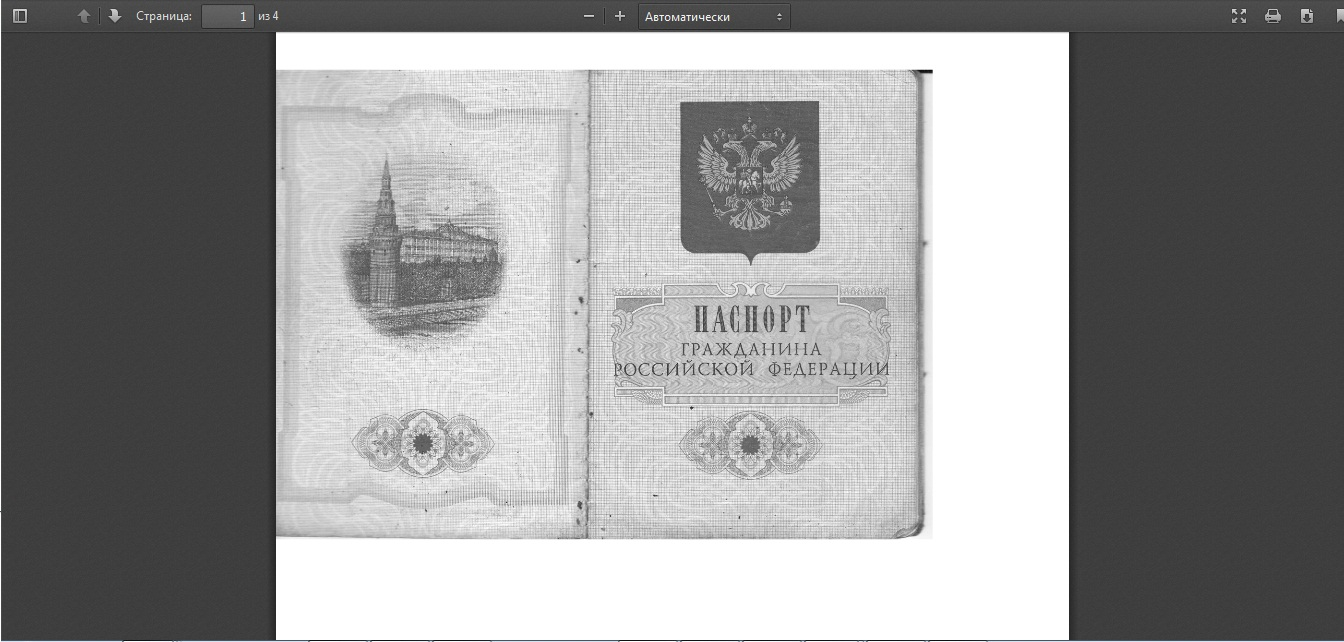 Страница: 1 из 4
Автоматически
ПАСПОРТ
ГРАЖДАНИНА
РОССИЙСКОЙ ФЕДЕРАЦИИ